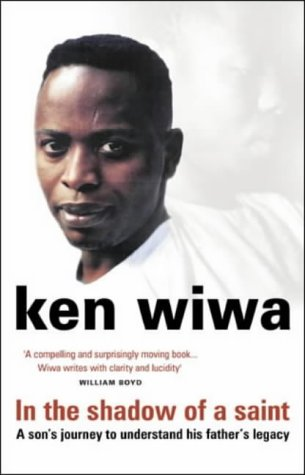 ken wiwa
'A compelling and surprisingly moving book...
Wiwa writes with clarity and lucidity'
WILLIAM BOYD
In the shadow of a saint
A son's journey to understand his father's legacy